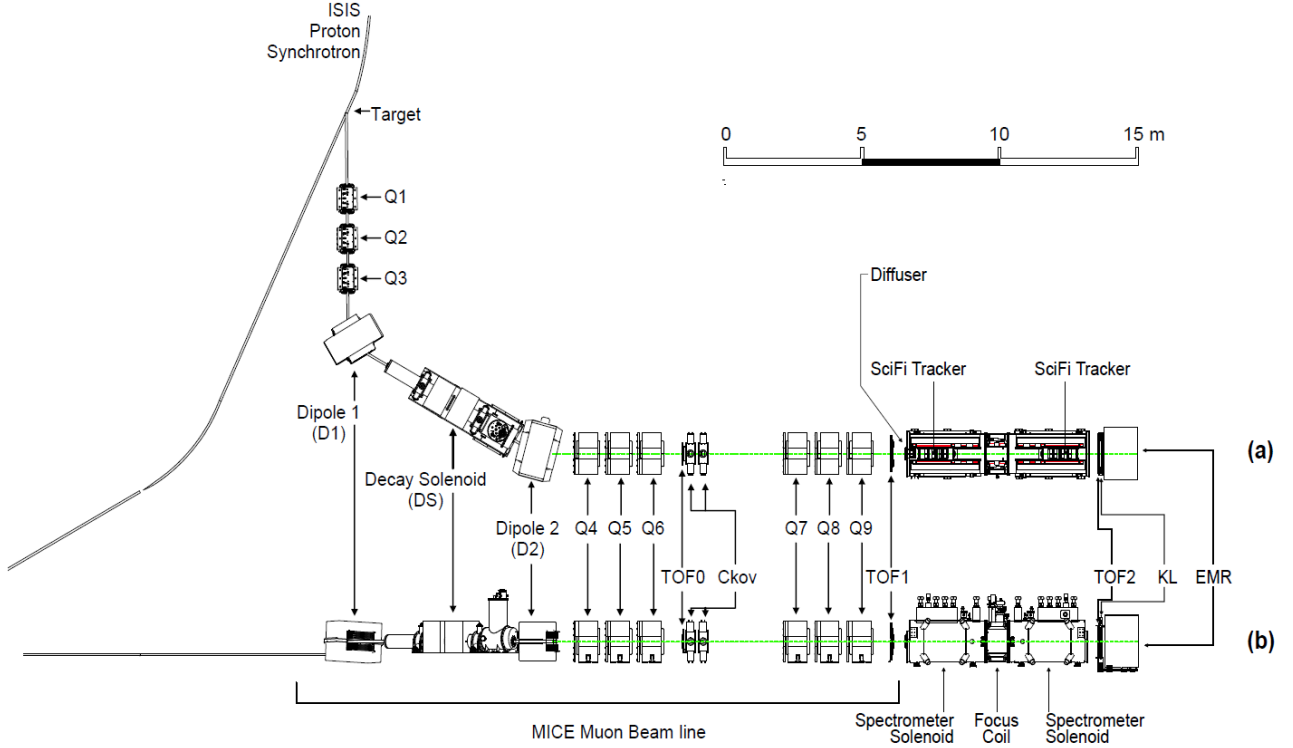 ISIS
Proton
Synchrotron
Target
0 5 10 15 m
Q1
Q2
Q3
Diffuser
SciFi Tracker SciFi Tracker
Dipole 1
(D1)
Decay Solenoid
(DS)
(a)
Dipole 2
(D2)
Q4 Q5 Q6 Q7 Q8 Q9
TOF0 Ckov TOF1 TOF2 KL EMR
(b)
MICE Muon Beam line
Spectrometer
Solenoid
Focus
Coil
Spectrometer
Solenoid